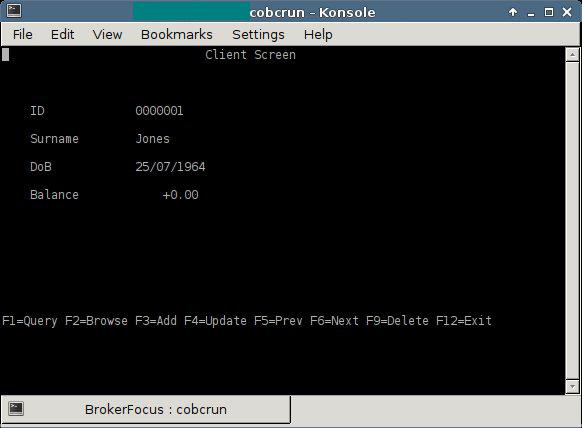 cobcrun - Konsole
File Edit View Bookmarks Settings Help
Client Screen
ID 0000001
Surname Jones
DoB 25/07/1964
Balance +0.00
F1=Query F2=Browse F3=Add F4=Update F5=Prev F6=Next F9=Delete F12=Exit
BrokerFocus : cobcrun